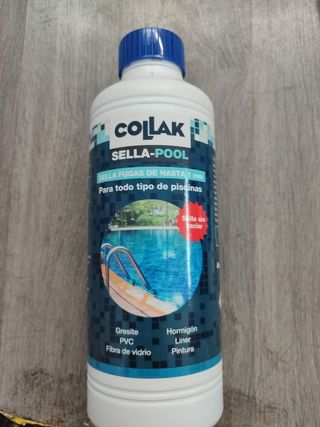 COLLAK
SELLA-POOL
SELLA FUGAS DE HASTA 1 mm
Para todo tipo de piscinas
Sella sin
vaciar
Gresite
PVC
Fibra de vidrio
Hormigón
Liner
Pintura